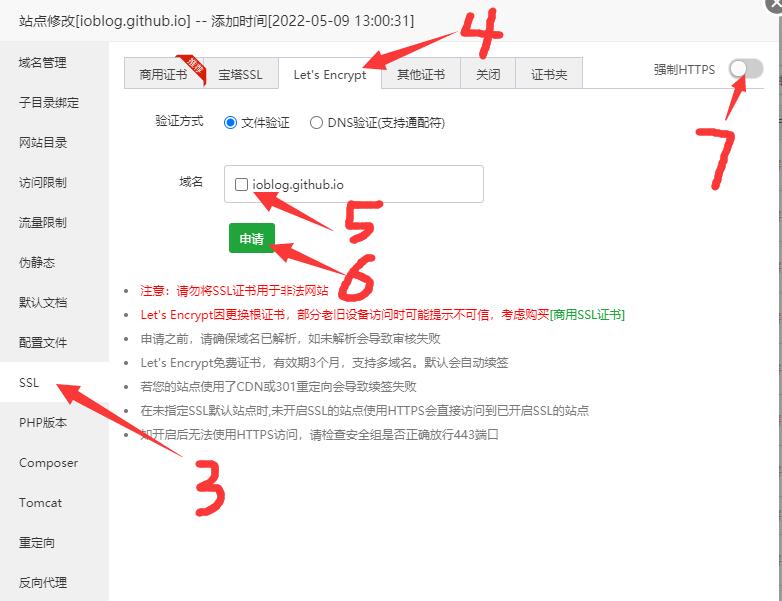 站点修改[ioblog.github.io] -- 添加时间[2022-05-09 13:00:31]
域名管理
子目录绑定
网站目录
访问限制
流量限制
伪静态
默认文档
配置文件
SSL
PHP版本
Composer
Tomcat
重定向
反向代理
商用证书 推荐 宝塔SSL Let's Encrypt 其他证书 关闭 证书夹 强制HTTPS
4
7
验证方式 文件验证 DNS验证(支持通配符)
域名 ioblog.github.io
5
申请
6
注意：请勿将SSL证书用于非法网站
Let's Encrypt因更换根证书，部分老旧设备访问时可能提示不可信，考虑购买[商用SSL证书]
申请之前，请确保域名已解析，如未解析会导致审核失败
Let's Encrypt免费证书，有效期3个月，支持多域名。默认会自动续签
若您的站点使用了CDN或301重定向会导致续签失败
在未指定SSL默认站点时,未开启SSL的站点使用HTTPS会直接访问到已开启SSL的站点
如开启后无法使用HTTPS访问，请检查安全组是否正确放行443端口
3